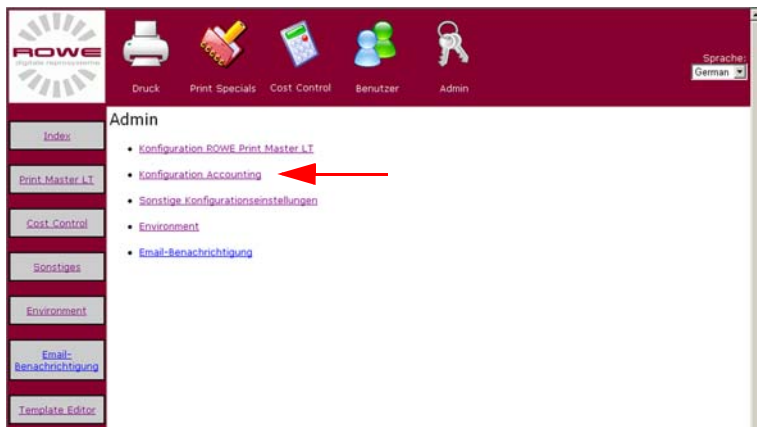 ROWE
digitale reprosysteme
Druck
Print Specials
Cost Control
Benutzer
Admin
Sprache:
German
Index
Print Master LT
Cost Control
Sonstiges
Environment
Email-
Benachrichtigung
Template Editor
Admin
Konfiguration ROWE Print Master LT
Konfiguration Accounting
Sonstige Konfigurationseinstellungen
Environment
Email-Benachrichtigung